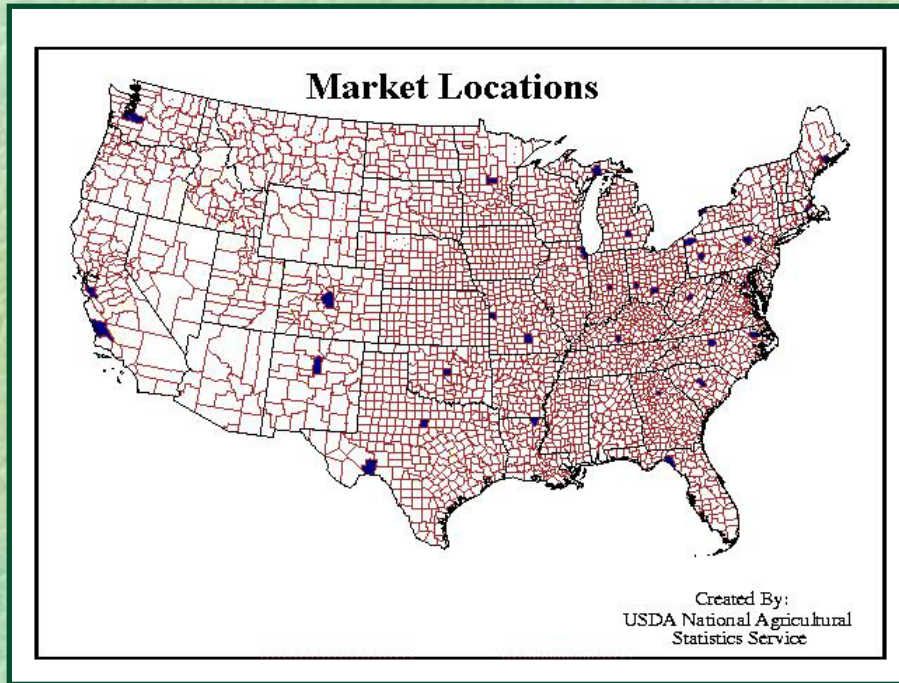 Market Locations
Created By:
USDA National Agricultural
Statistics Service